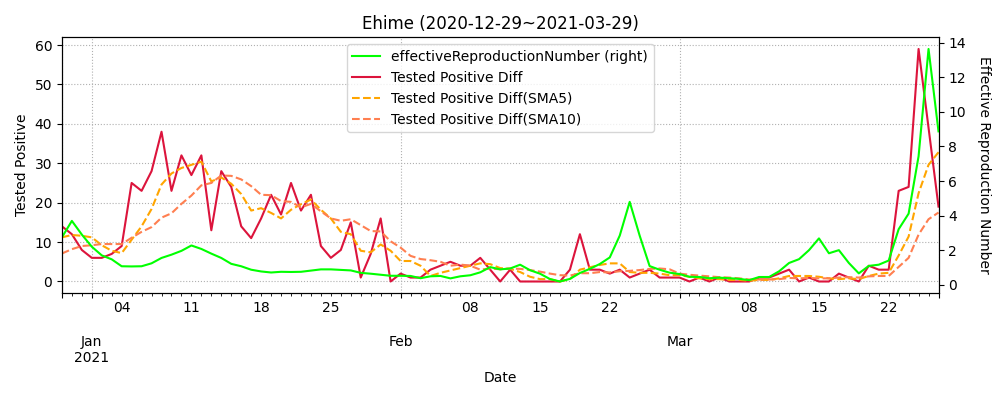 Ehime (2020-12-29~2021-03-29)
effectiveReproductionNumber (right)
Tested Positive Diff
Tested Positive Diff(SMA5)
Tested Positive Diff(SMA10)
Tested Positive
60
50
40
30
20
10
0
Effective Reproduction Number
14
12
10
8
6
4
2
0
04 11 18 25 08 15 22 08 15 22
Jan Feb Mar
2021
Date